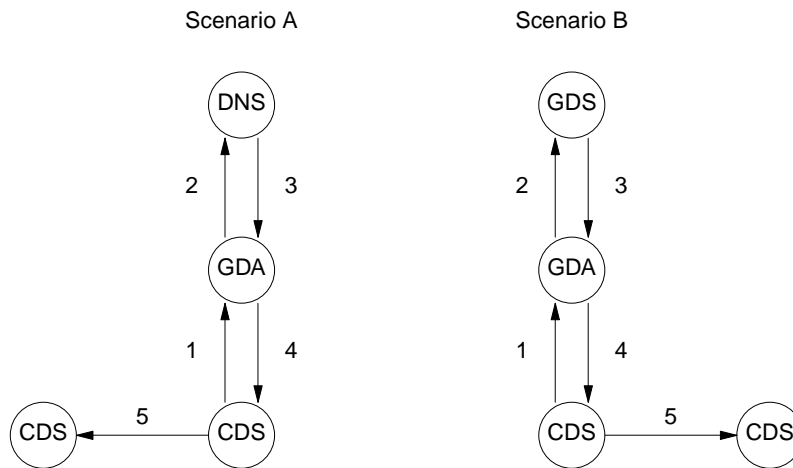 Scenario A Scenario B
DNS GDS
2 3 2 3
GDA GDA
1 4 1 4
CDS 5 CDS CDS 5 CDS